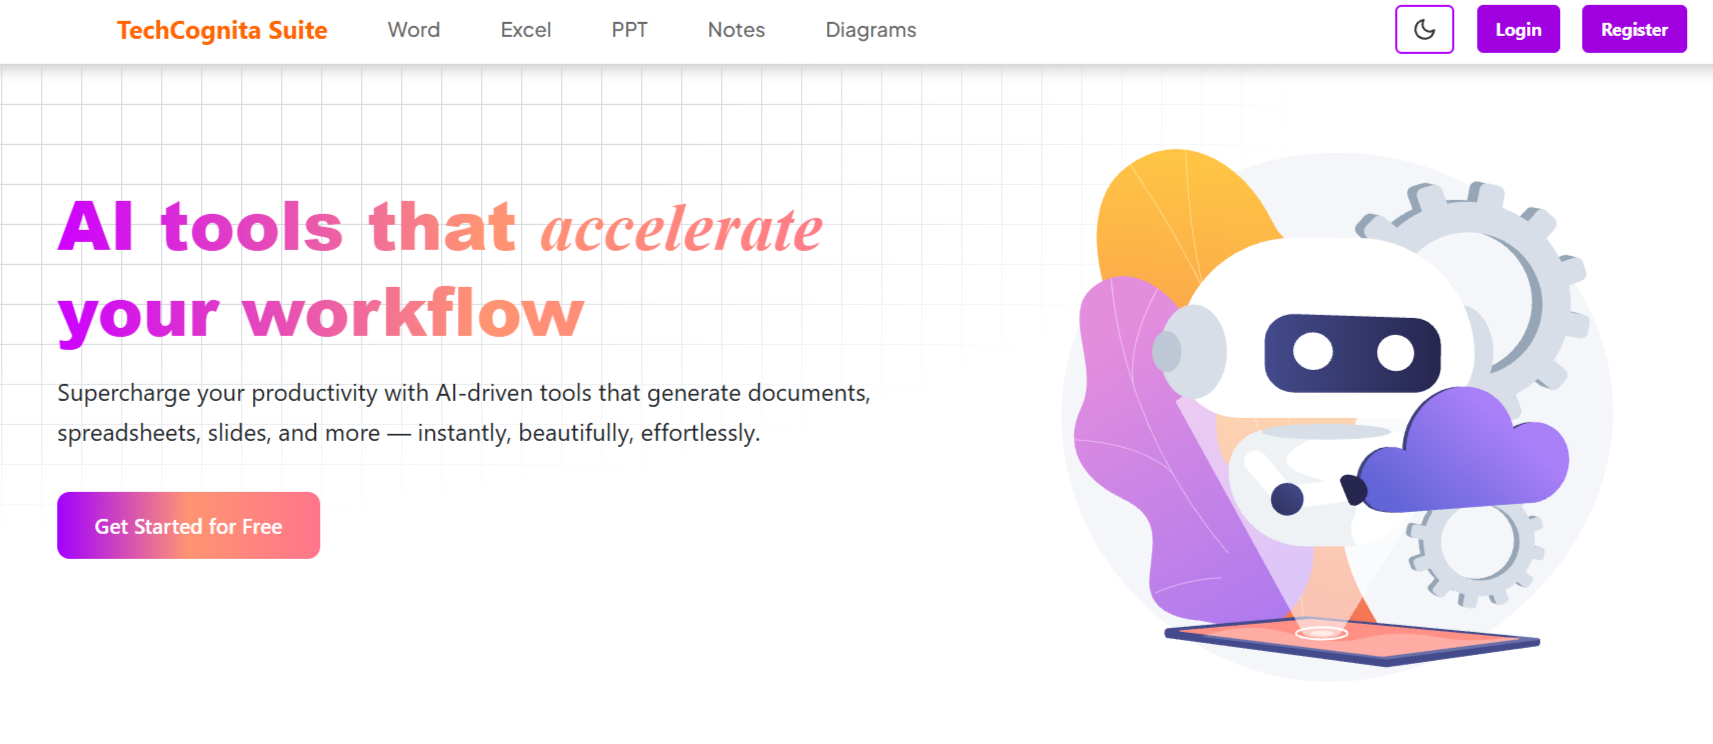 TechCognita Suite Word Excel PPT Notes Diagrams Login Register
AI tools that accelerate
your workflow
Supercharge your productivity with AI-driven tools that generate documents,
spreadsheets, slides, and more — instantly, beautifully, effortlessly.
Get Started for Free